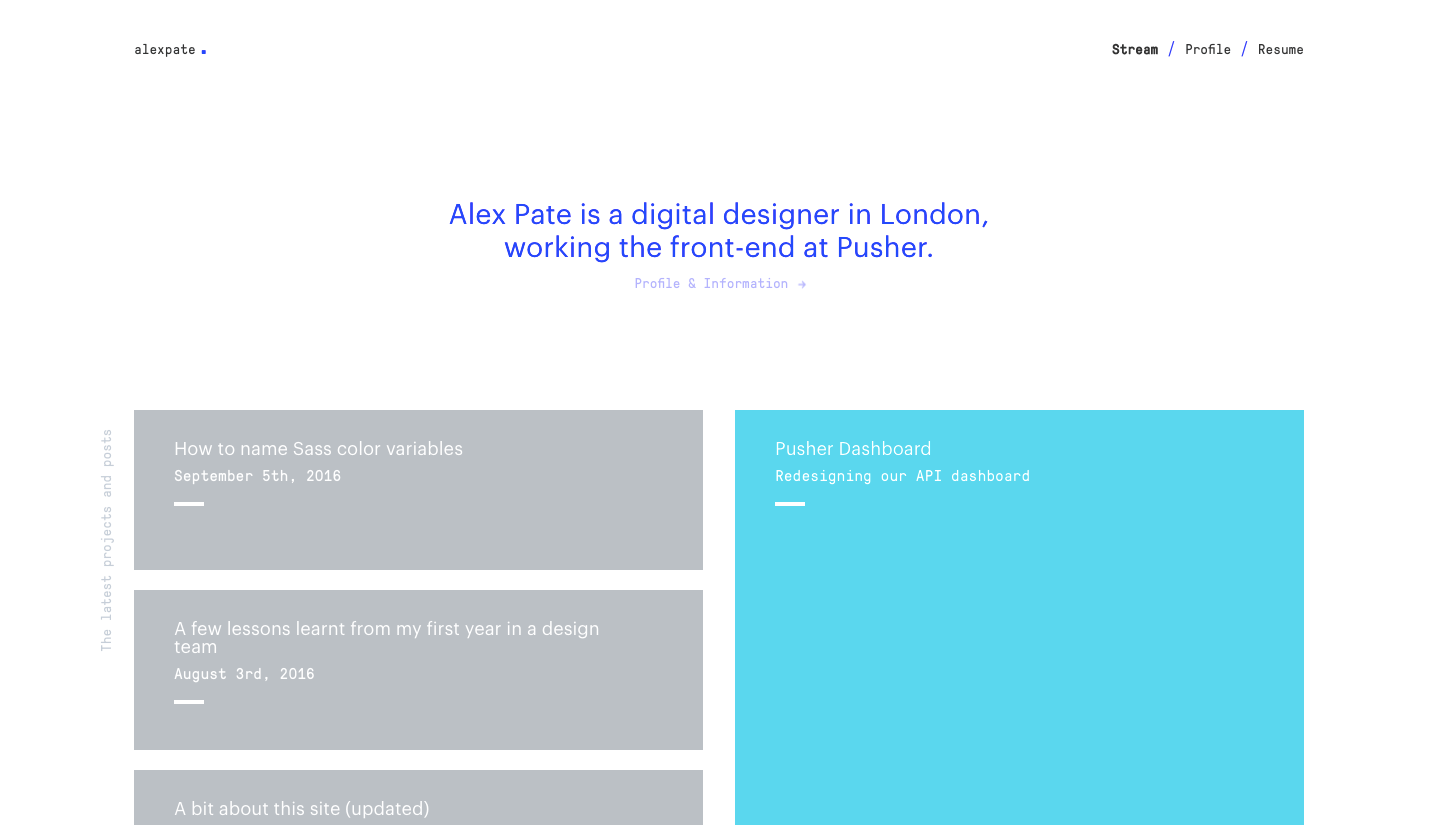 alexpate.
Stream / Profile / Resume
Alex Pate is a digital designer in London,
working the front-end at Pusher.
Profile & Information →
The latest projects and posts
How to name Sass color variables
September 5th, 2016
A few lessons learnt from my first year in a design
team
August 3rd, 2016
A bit about this site (updated)
Pusher Dashboard
Redesigning our API dashboard